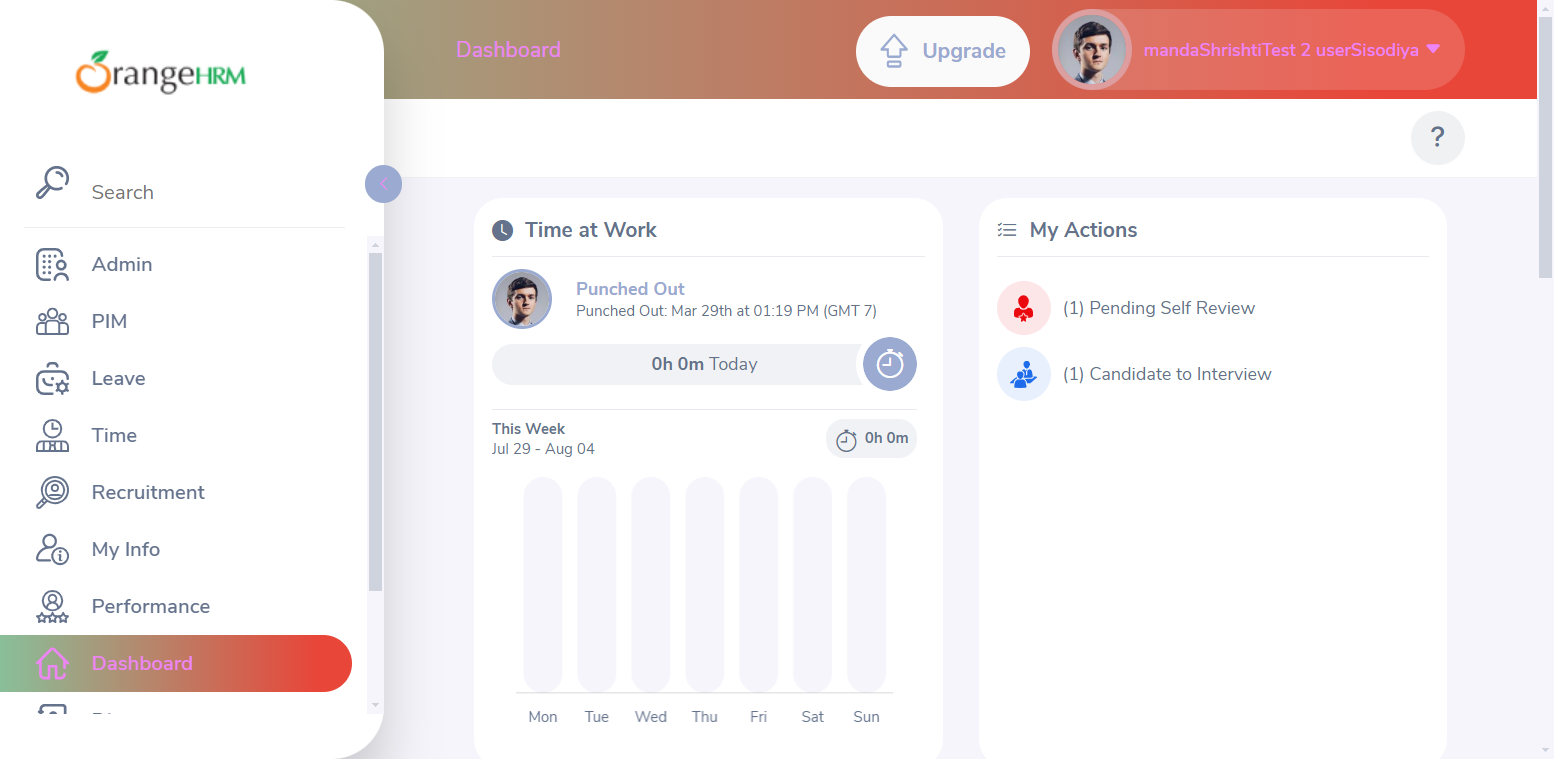 OrangeHRM
Search
Admin
PIM
Leave
Time
Recruitment
My Info
Performance
Dashboard
Dashboard
Upgrade
mandaShrishtiTest 2 userSisodiya
?
Time at Work
Punched Out
Punched Out: Mar 29th at 01:19 PM (GMT 7)
0h 0m Today
This Week
Jul 29 - Aug 04
0h 0m
Mon Tue Wed Thu Fri Sat Sun
My Actions
(1) Pending Self Review
(1) Candidate to Interview